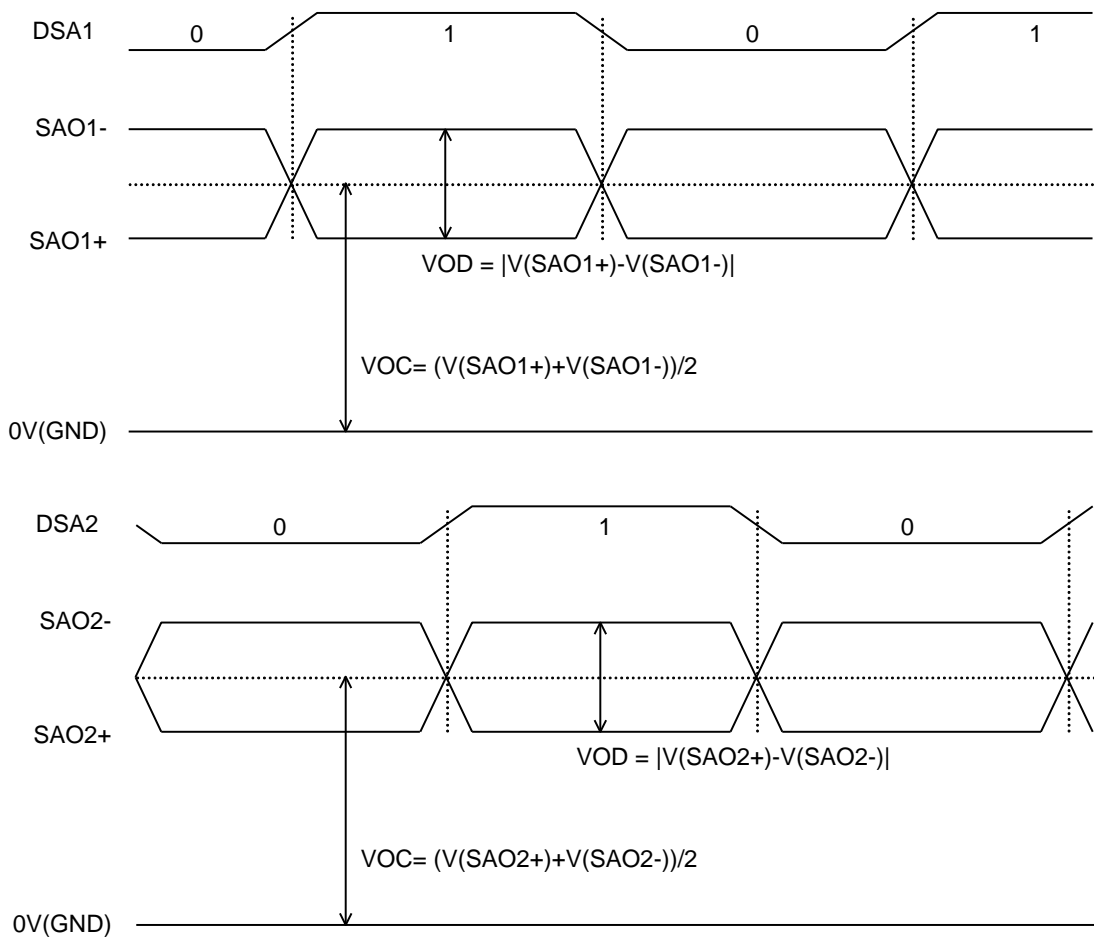 DSA1 0 1 0 1
SAO1-
SAO1+
VOD = |V(SAO1+)-V(SAO1-)|
VOC= (V(SAO1+)+V(SAO1-))/2
0V(GND)
DSA2 0 1 0
SAO2-
SAO2+
VOD = |V(SAO2+)-V(SAO2-)|
VOC= (V(SAO2+)+V(SAO2-))/2
0V(GND)